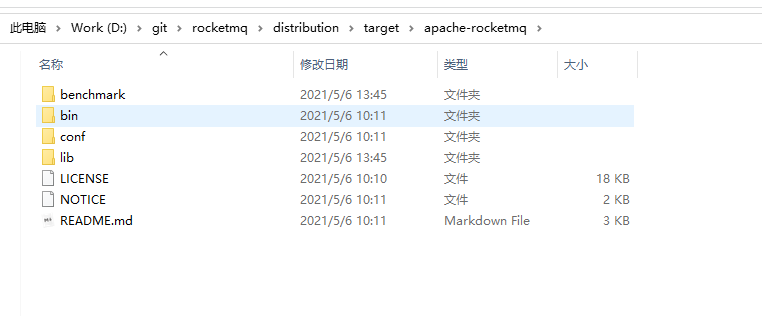 此电脑 > Work (D:) > git > rocketmq > distribution > target > apache-rocketmq >
名称 修改日期 类型 大小
benchmark 2021/5/6 13:45 文件夹
bin 2021/5/6 10:11 文件夹
conf 2021/5/6 10:11 文件夹
lib 2021/5/6 13:45 文件夹
LICENSE 2021/5/6 10:10 文件 18 KB
NOTICE 2021/5/6 10:11 文件 2 KB
README.md 2021/5/6 10:11 Markdown File 3 KB